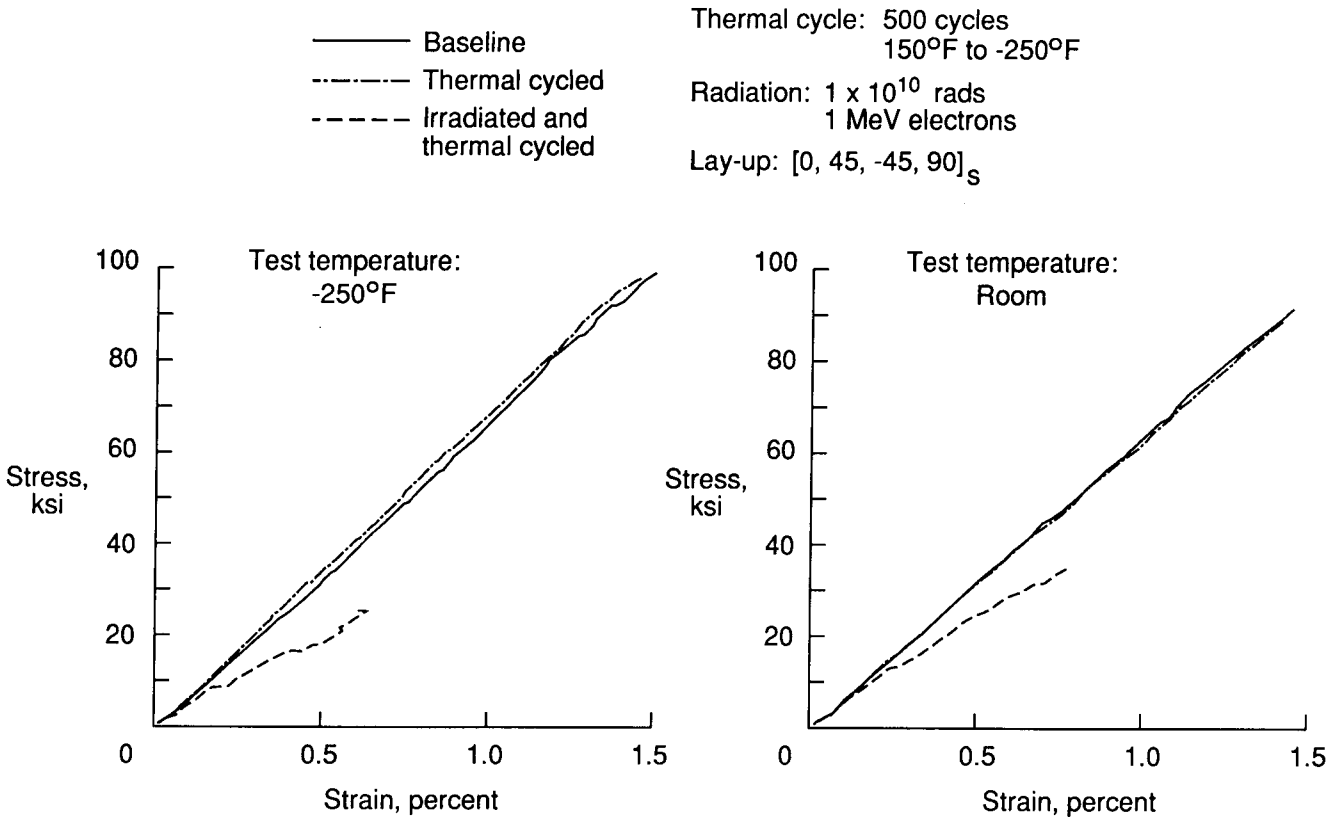 Baseline
Thermal cycled
Irradiated and
thermal cycled
Thermal cycle: 500 cycles
150°F to -250°F
Radiation: 1 x 10¹⁰ rads
1 MeV electrons
Lay-up: [0, 45, -45, 90]s
Test temperature:
-250°F
100
80
60
40
20
0
Stress,
ksi
0.5
1.0
1.5
Strain, percent
Test temperature:
Room
100
80
60
40
20
0
Stress,
ksi
0.5
1.0
1.5
Strain, percent